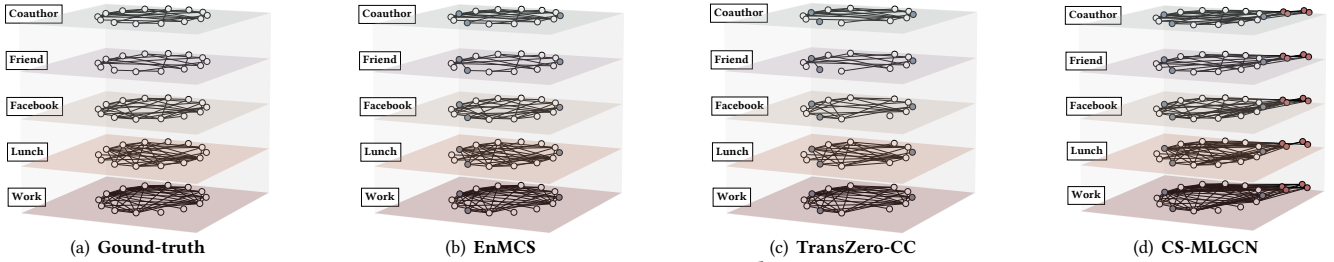 Coauthor
Friend
Facebook
Lunch
Work
(a) Gound-truth
Coauthor
Friend
Facebook
Lunch
Work
(b) EnMCS
Coauthor
Friend
Facebook
Lunch
Work
(c) TransZero-CC
Coauthor
Friend
Facebook
Lunch
Work
(d) CS-MLGCN